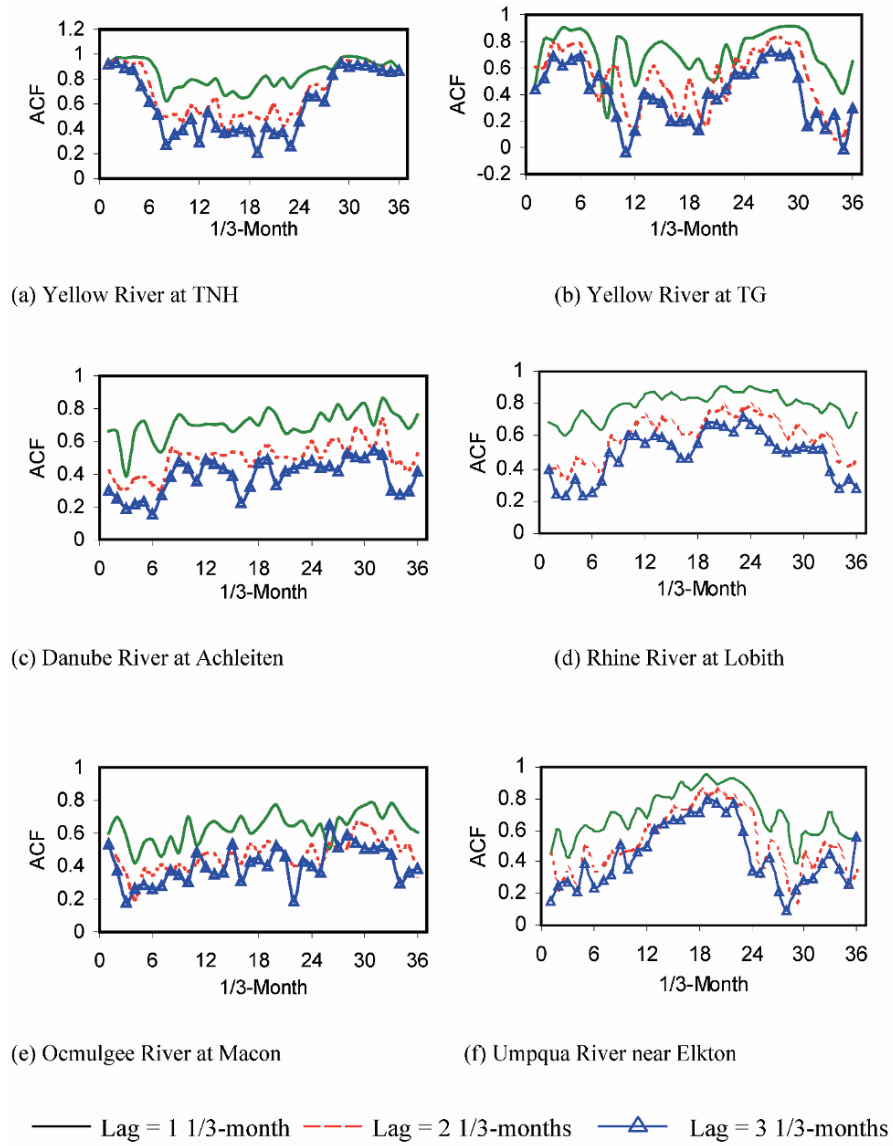 1.2
1
0.8
0.6
0.4
0.2
0
ACF
0 6 12 18 24 30 36
1/3-Month
(a) Yellow River at TNH
1
0.8
0.6
0.4
0.2
0
-0.2
ACF
0 6 12 18 24 30 36
1/3-Month
(b) Yellow River at TG
1
0.8
0.6
0.4
0.2
0
ACF
0 6 12 18 24 30 36
1/3-Month
(c) Danube River at Achleiten
1
0.8
0.6
0.4
0.2
0
ACF
0 6 12 18 24 30 36
1/3-Month
(d) Rhine River at Lobith
1
0.8
0.6
0.4
0.2
0
ACF
0 6 12 18 24 30 36
1/3-Month
(e) Ocmulgee River at Macon
1
0.8
0.6
0.4
0.2
0
ACF
0 6 12 18 24 30 36
1/3-Month
(f) Umpqua River near Elkton
Lag = 1 1/3-month Lag = 2 1/3-months Lag = 3 1/3-months